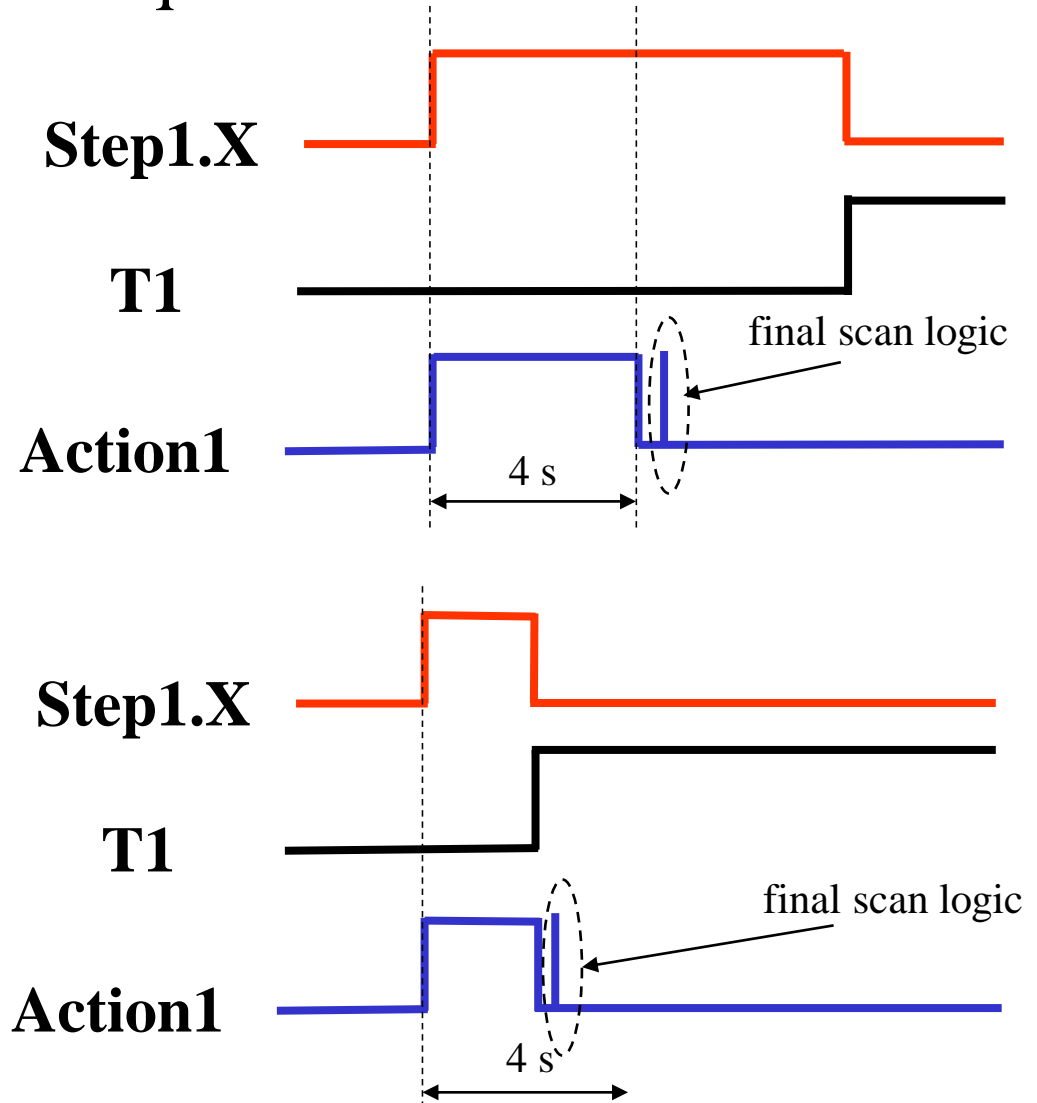 Step1.X
T1
final scan logic
Action1
4 s
Step1.X
T1
final scan logic
Action1
4 s